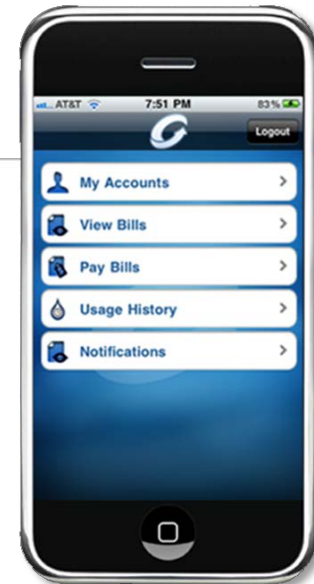 AT&T 7:51 PM 83%
Logout
My Accounts
View Bills
Pay Bills
Usage History
Notifications